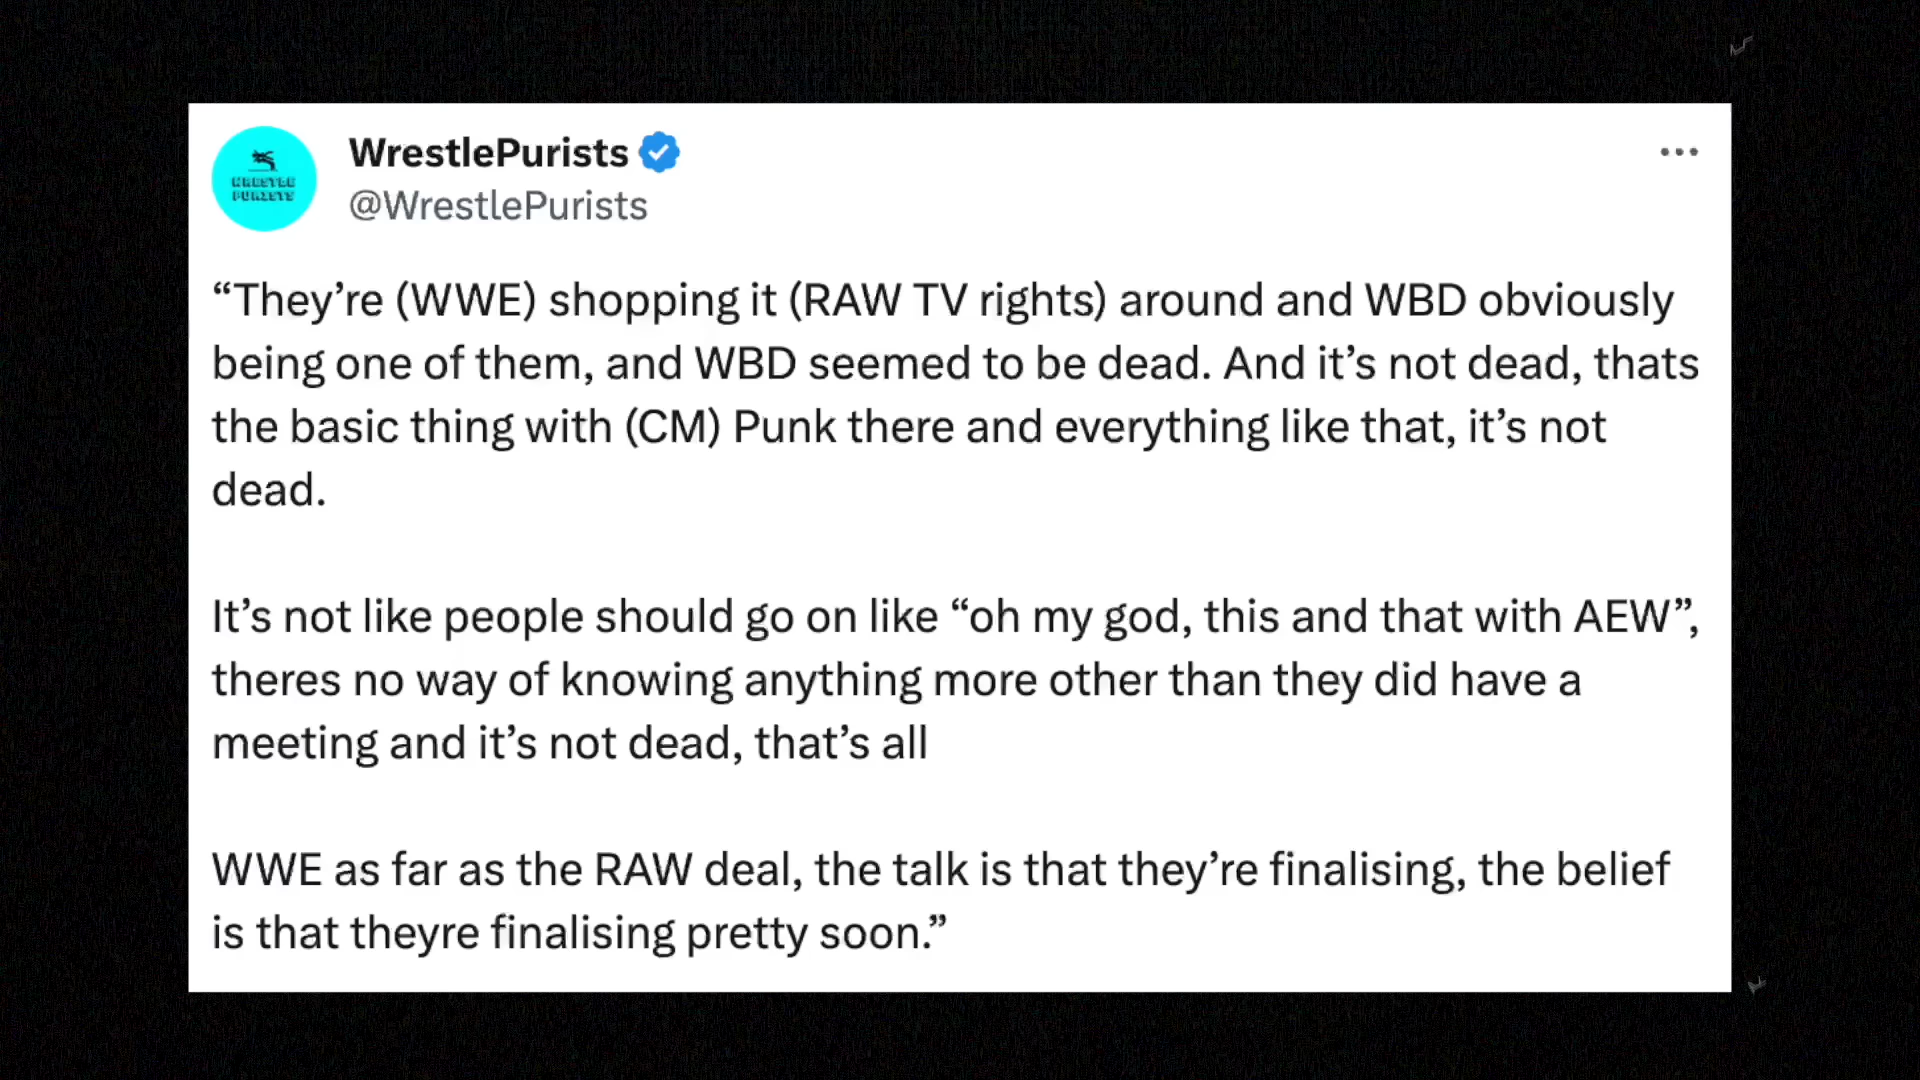 WrestlePurists
@WrestlePurists
WRESTLE
PURISTS
“They’re (WWE) shopping it (RAW TV rights) around and WBD obviously
being one of them, and WBD seemed to be dead. And it’s not dead, thats
the basic thing with (CM) Punk there and everything like that, it’s not
dead.
It’s not like people should go on like “oh my god, this and that with AEW”,
theres no way of knowing anything more other than they did have a
meeting and it’s not dead, that’s all
WWE as far as the RAW deal, the talk is that they’re finalising, the belief
is that theyre finalising pretty soon.”